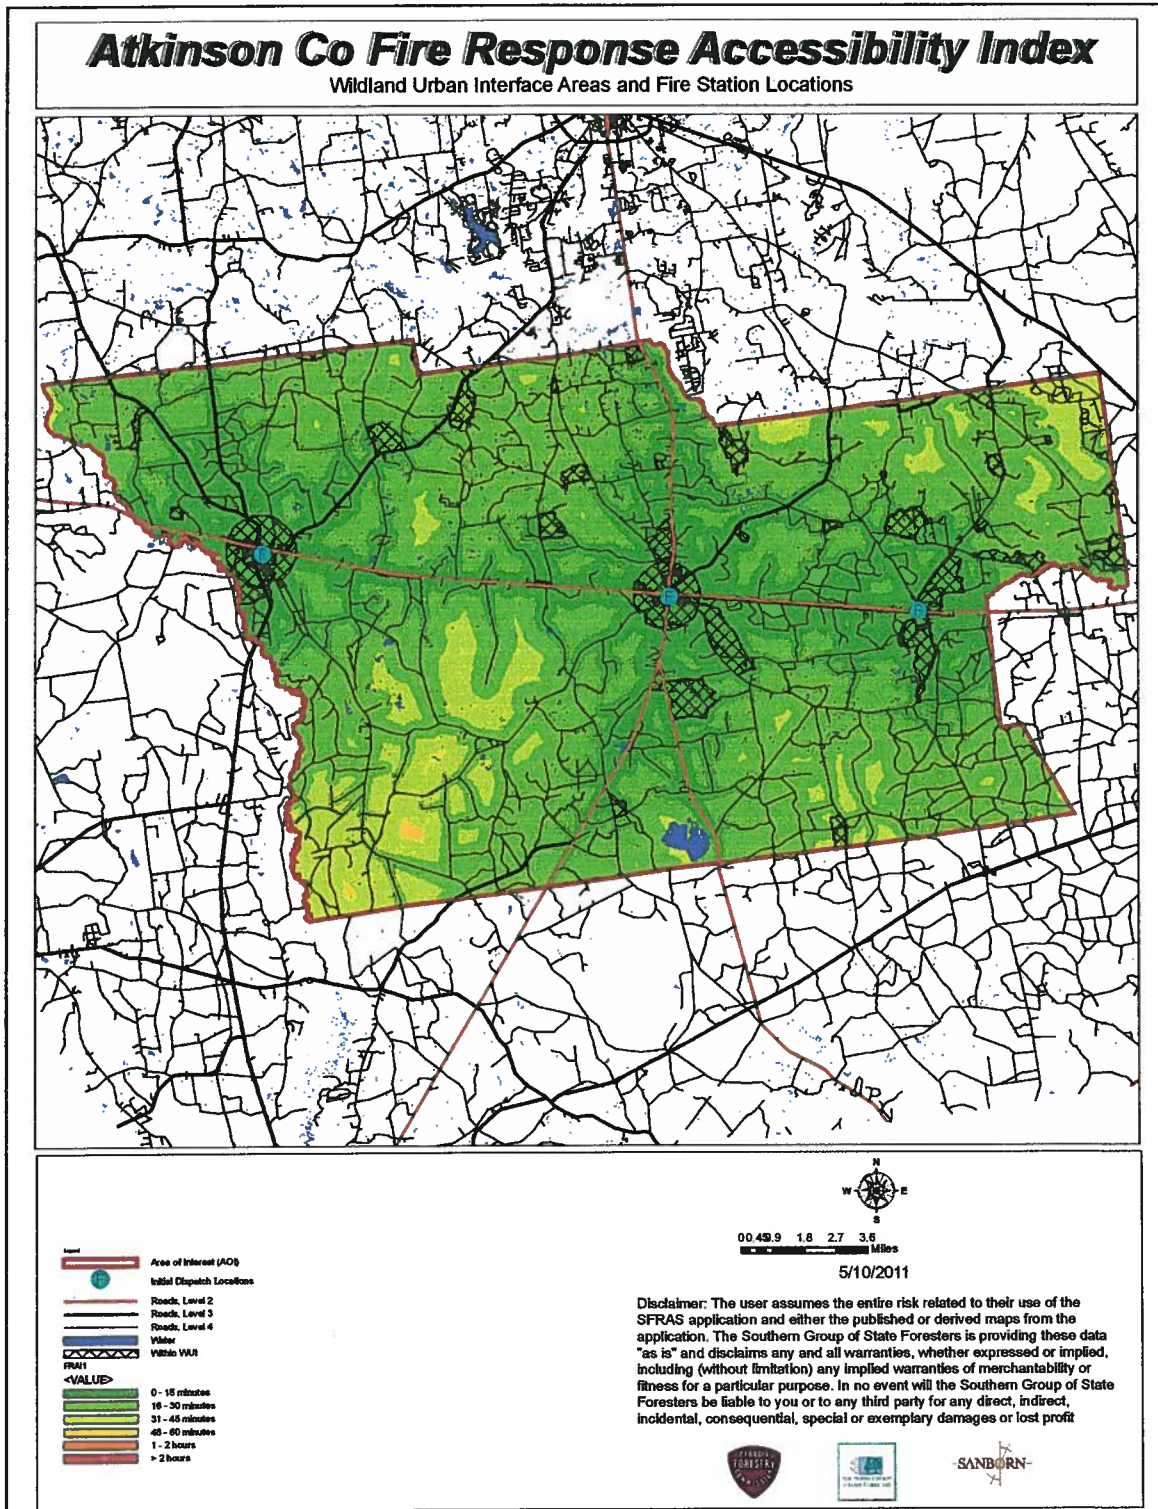 Atkinson Co Fire Response Accessibility Index
Wildland Urban Interface Areas and Fire Station Locations
F
F
F
N
W
E
S
0 0.45 0.9 1.8 2.7 3.6
Miles
5/10/2011
Legend
Area of Interest (AOI)
F
Initial Dispatch Locations
Roads, Level 2
Roads, Level 3
Roads, Level 4
Water
Within WUI
FRAI1
<VALUE>
0 - 15 minutes
16 - 30 minutes
31 - 45 minutes
46 - 60 minutes
1 - 2 hours
> 2 hours
Disclaimer: The user assumes the entire risk related to their use of the
SFRAS application and either the published or derived maps from the
application. The Southern Group of State Foresters is providing these data
"as is" and disclaims any and all warranties, whether expressed or implied,
including (without limitation) any implied warranties of merchantability or
fitness for a particular purpose. In no event will the Southern Group of State
Foresters be liable to you or to any third party for any direct, indirect,
incidental, consequential, special or exemplary damages or lost profit
GEORGIA
FORESTRY
COMMISSION
SANBORN